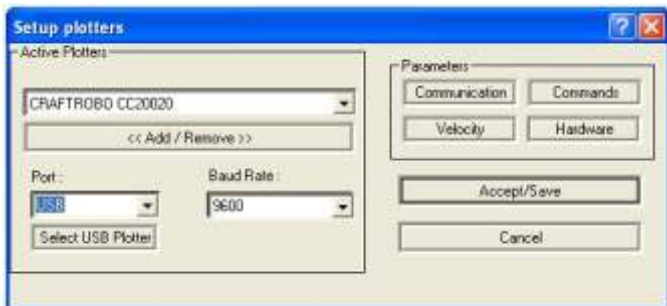 Setup plotters
Active Plotters
CRAFTROBO CC20020
<< Add / Remove >>
Port :
Baud Rate :
USB
9600
Select USB Plotter
Parameters
Communication
Commands
Velocity
Hardware
Accept/Save
Cancel